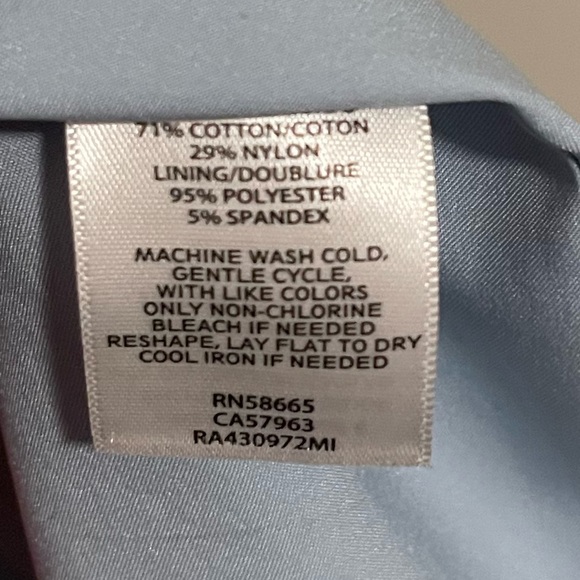 71% COTTON/COTON
29% NYLON
LINING/DOUBLURE
95% POLYESTER
5% SPANDEX
MACHINE WASH COLD,
GENTLE CYCLE,
WITH LIKE COLORS
ONLY NON-CHLORINE
BLEACH IF NEEDED
RESHAPE, LAY FLAT TO DRY
COOL IRON IF NEEDED
RN58665
CA57963
RA430972MI